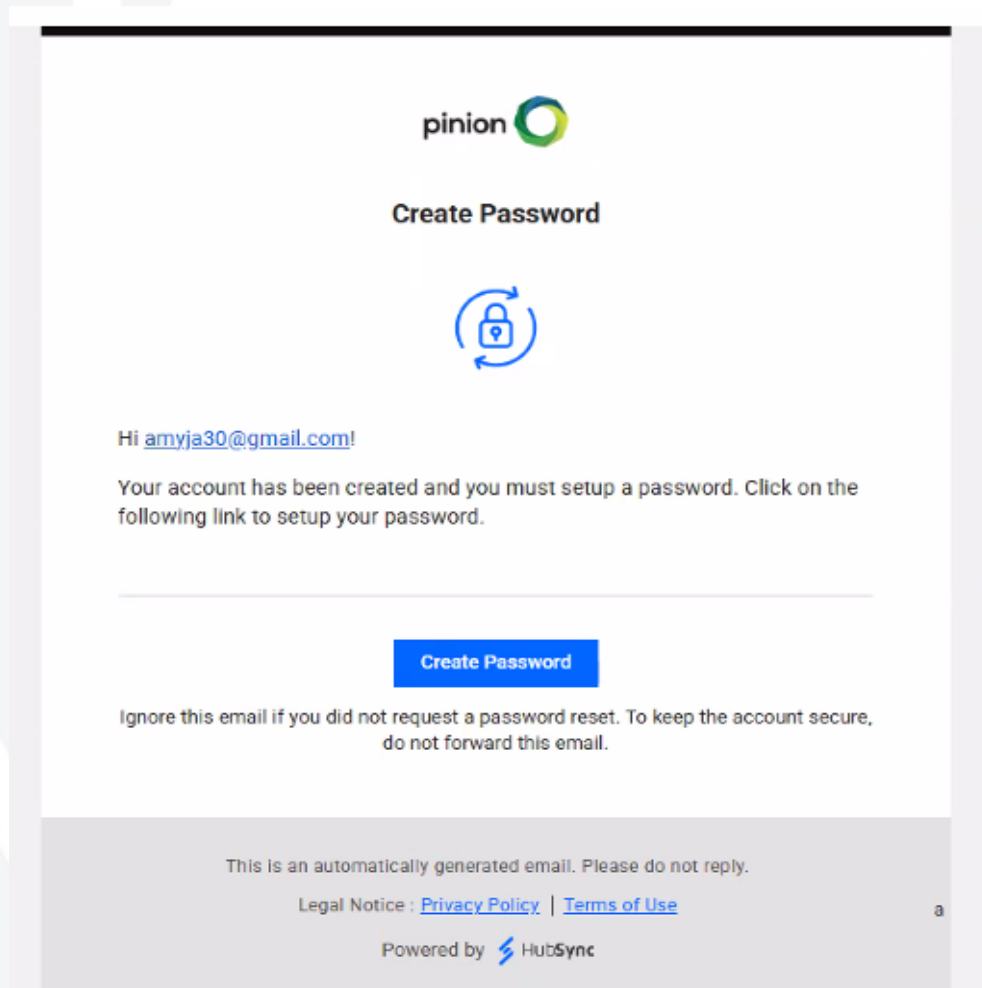 pinion
Create Password
Hi amyja30@gmail.com!
Your account has been created and you must setup a password. Click on the
following link to setup your password.
Create Password
Ignore this email if you did not request a password reset. To keep the account secure,
do not forward this email.
This is an automatically generated email. Please do not reply.
Legal Notice : Privacy Policy | Terms of Use
a
Powered by HubSync